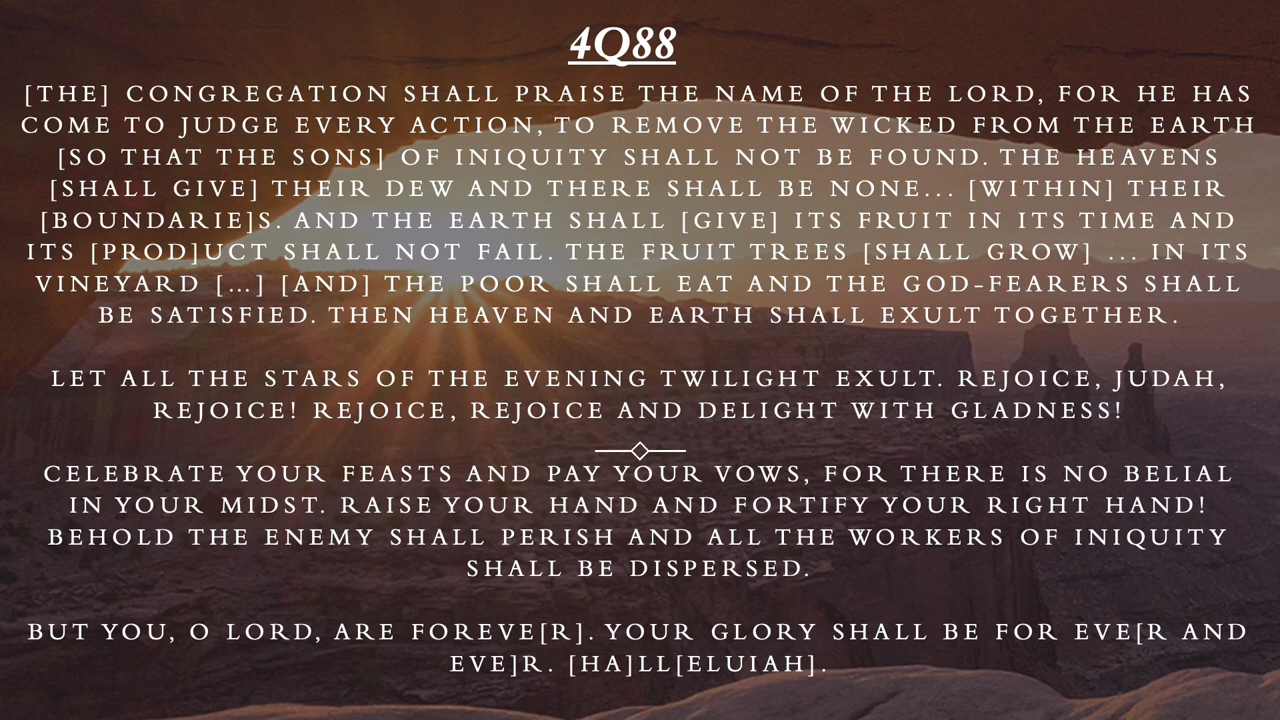 4Q88
[THE] CONGREGATION SHALL PRAISE THE NAME OF THE LORD, FOR HE HAS
COME TO JUDGE EVERY ACTION, TO REMOVE THE WICKED FROM THE EARTH
[SO THAT THE SONS] OF INIQUITY SHALL NOT BE FOUND. THE HEAVENS
[SHALL GIVE] THEIR DEW AND THERE SHALL BE NONE... [WITHIN] THEIR
[BOUNDARIE]S. AND THE EARTH SHALL [GIVE] ITS FRUIT IN ITS TIME AND
ITS [PROD]UCT SHALL NOT FAIL. THE FRUIT TREES [SHALL GROW] ... IN ITS
VINEYARD [...] [AND] THE POOR SHALL EAT AND THE GOD-FEARERS SHALL
BE SATISFIED. THEN HEAVEN AND EARTH SHALL EXULT TOGETHER.
LET ALL THE STARS OF THE EVENING TWILIGHT EXULT. REJOICE, JUDAH,
REJOICE! REJOICE, REJOICE AND DELIGHT WITH GLADNESS!
CELEBRATE YOUR FEASTS AND PAY YOUR VOWS, FOR THERE IS NO BELIAL
IN YOUR MIDST. RAISE YOUR HAND AND FORTIFY YOUR RIGHT HAND!
BEHOLD THE ENEMY SHALL PERISH AND ALL THE WORKERS OF INIQUITY
SHALL BE DISPERSED.
BUT YOU, O LORD, ARE FOREVE[R]. YOUR GLORY SHALL BE FOR EVE[R AND
EVE]R. [HA]LL[ELUIAH].